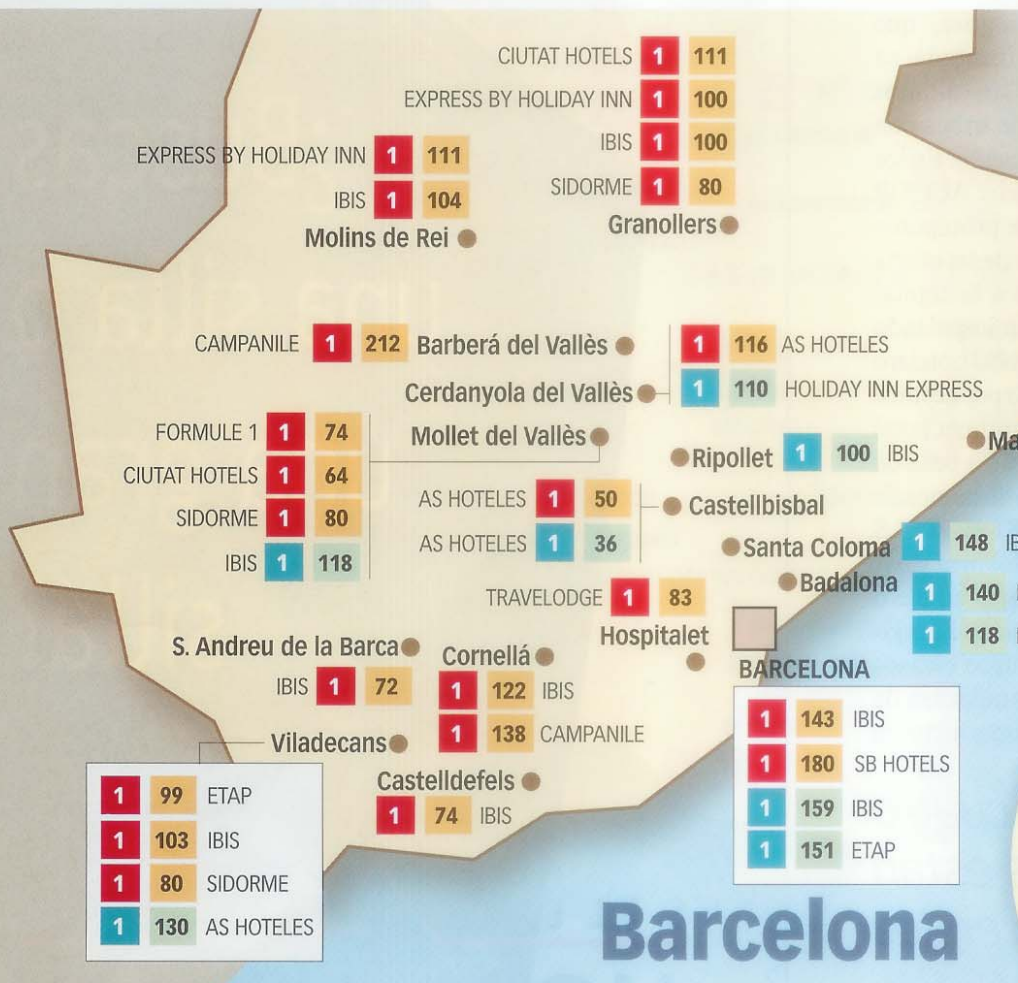 CIUTAT HOTELS 1 111
EXPRESS BY HOLIDAY INN 1 100
IBIS 1 100
SIDORME 1 80
Granollers
EXPRESS BY HOLIDAY INN 1 111
IBIS 1 104
Molins de Rei
CAMPANILE 1 212 Barberá del Vallès
1 116 AS HOTELES
1 110 HOLIDAY INN EXPRESS
Cerdanyola del Vallès
Mollet del Vallès
FORMULE 1 1 74
CIUTAT HOTELS 1 64
SIDORME 1 80
IBIS 1 118
Ripollet 1 100 IBIS
AS HOTELES 1 50
AS HOTELES 1 36
Castellbisbal
Santa Coloma 1 148
Badalona 1 140
1 118
TRAVELODGE 1 83
Hospitalet
BARCELONA
1 143 IBIS
1 180 SB HOTELS
1 159 IBIS
1 151 ETAP
S. Andreu de la Barca
IBIS 1 72
Cornellá
1 122 IBIS
1 138 CAMPANILE
Viladecans
1 99 ETAP
1 103 IBIS
1 80 SIDORME
1 130 AS HOTELES
Castelldefels
1 74 IBIS
Barcelona